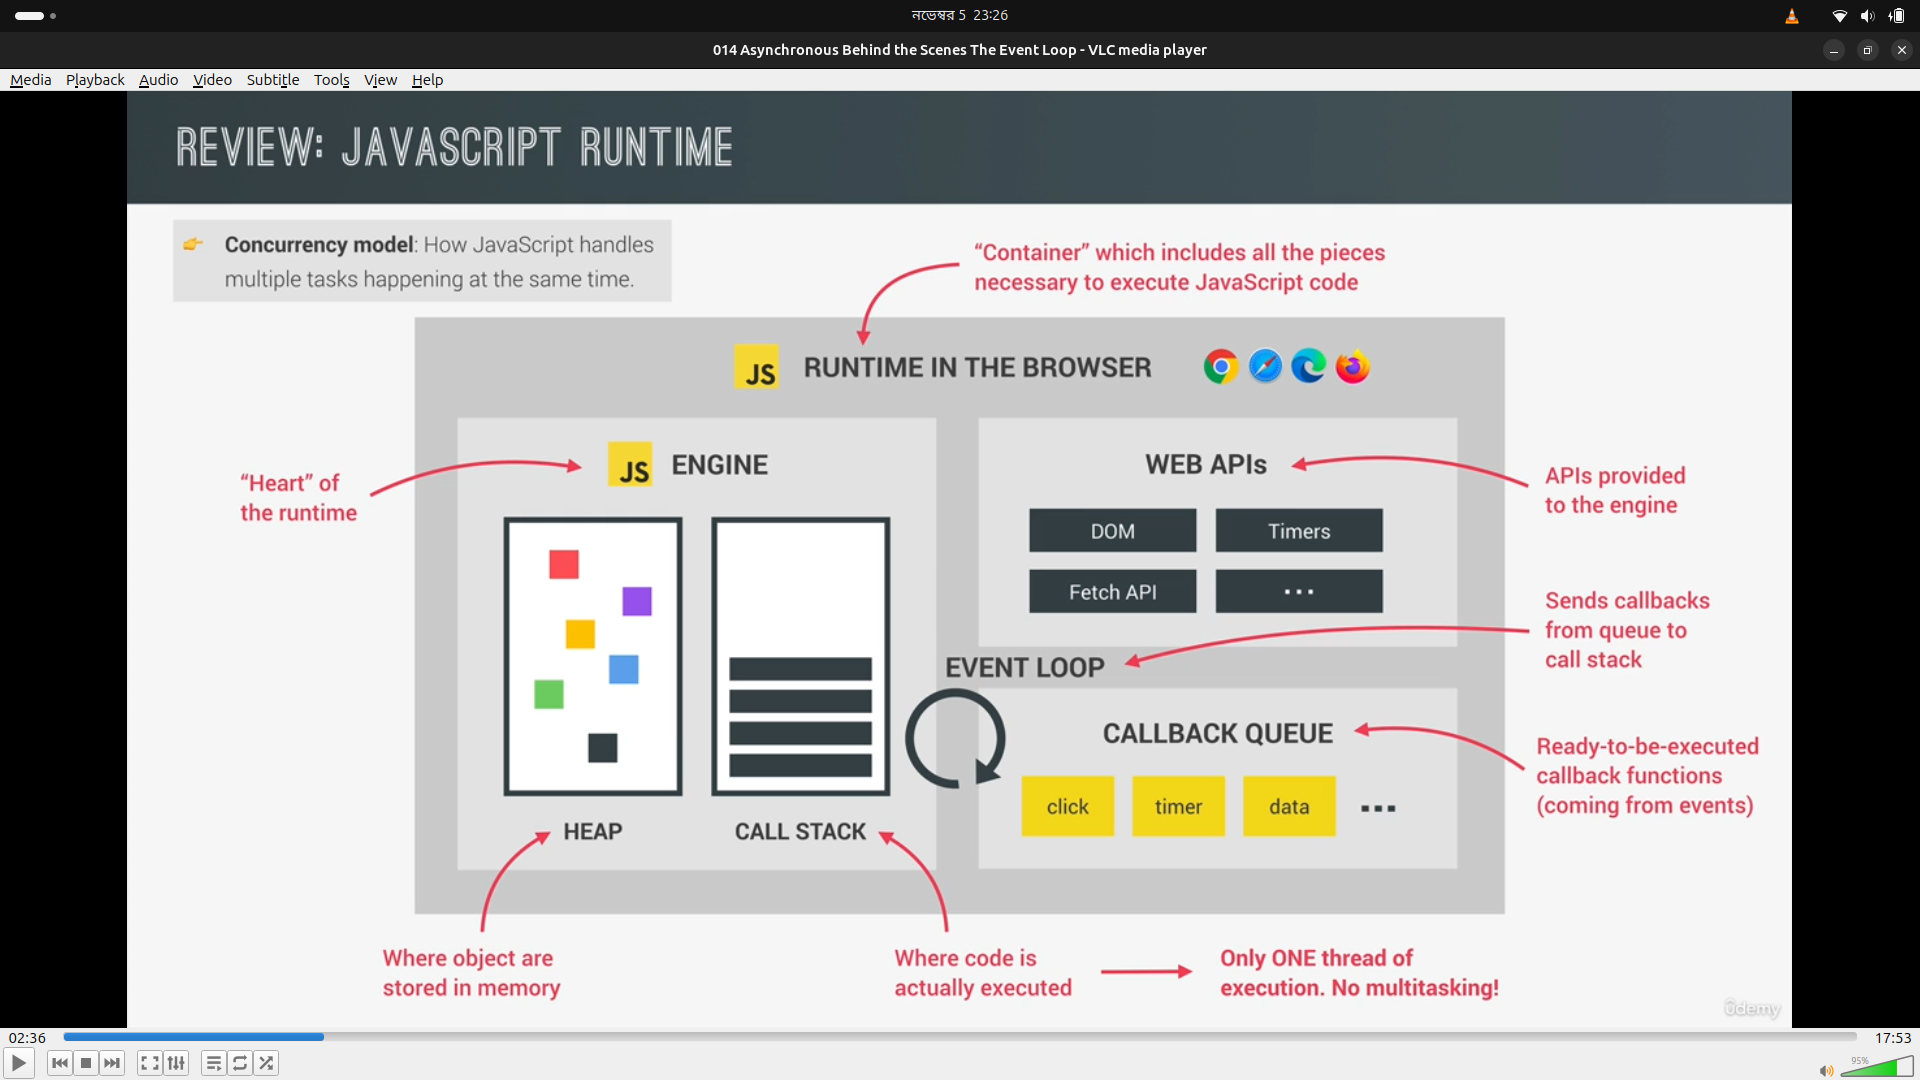 নভেম্বর 5 23:26
014 Asynchronous Behind the Scenes The Event Loop - VLC media player
Media Playback Audio Video Subtitle Tools View Help
REVIEW: JAVASCRIPT RUNTIME
Concurrency model: How JavaScript handles
multiple tasks happening at the same time.
“Container” which includes all the pieces
necessary to execute JavaScript code
JS RUNTIME IN THE BROWSER
“Heart” of
the runtime
JS ENGINE
WEB APIs
APIs provided
to the engine
DOM
Timers
Fetch API
...
Sends callbacks
from queue to
call stack
EVENT LOOP
CALLBACK QUEUE
Ready-to-be-executed
callback functions
(coming from events)
click
timer
data
...
HEAP
CALL STACK
Where object are
stored in memory
Where code is
actually executed
Only ONE thread of
execution. No multitasking!
ûdemy
02:36
17:53
95%